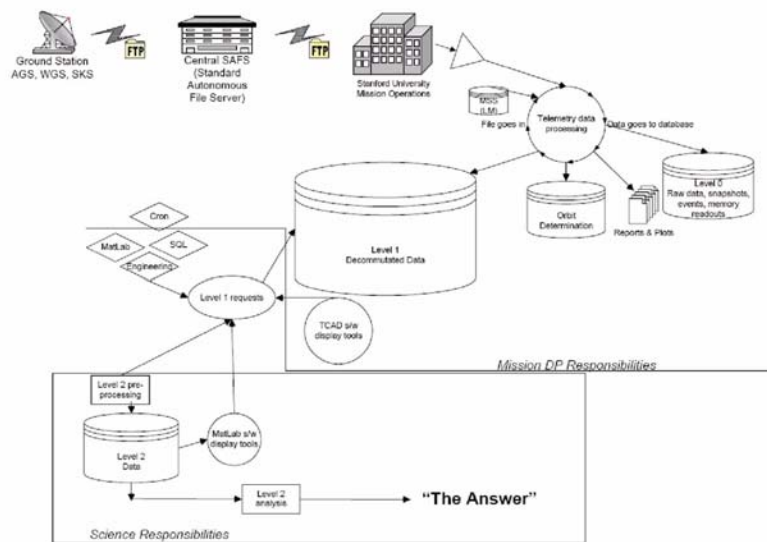 FTP
FTP
Ground Station
AGS, WGS, SKS
Central SAFS
(Standard
Autonomous
File Server)
Stanford University
Mission Operations
MSS
(LM)
File goes in
Telemetry data
processing
Data goes to database
Level 0
Raw data, snapshots,
events, memory
readouts
Orbit
Determination
Reports & Plots
Level 1
Decommutated Data
Cron
MatLab
SQL
Engineering
Level 1 requests
TCAD s/w
display tools
Mission DP Responsibilities
Level 2 pre-
processing
Level 2
Data
MatLab s/w
display tools
Level 2
analysis
“The Answer”
Science Responsibilities